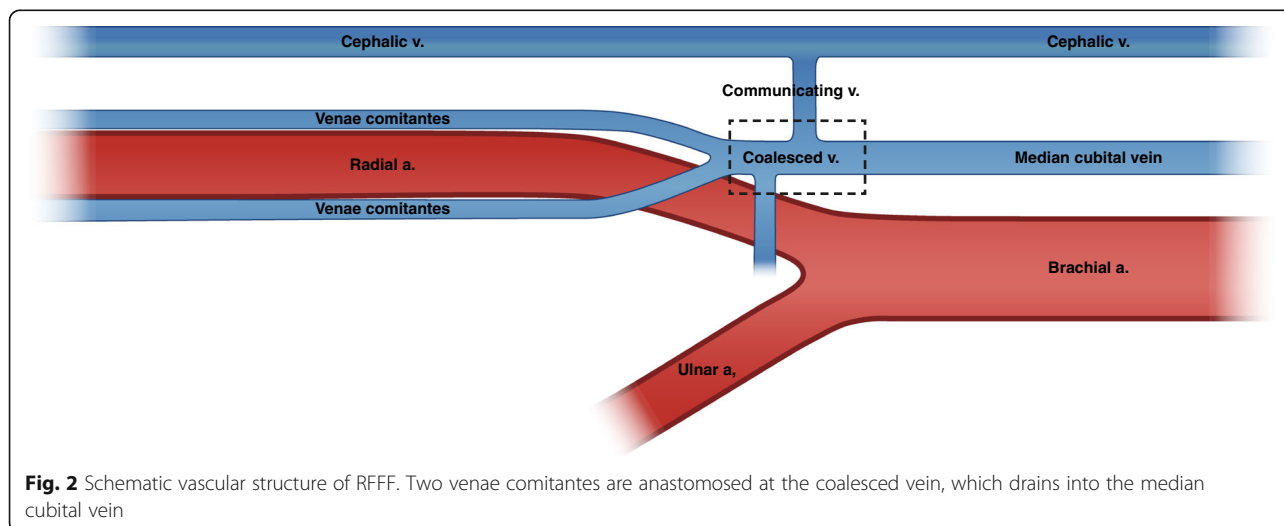 Cephalic v. Cephalic v.
Communicating v.
Venae comitantes
Coalesced v. Median cubital vein
Radial a.
Venae comitantes
Brachial a.
Ulnar a,
Fig. 2 Schematic vascular structure of RFFF. Two venae comitantes are anastomosed at the coalesced vein, which drains into the median
cubital vein